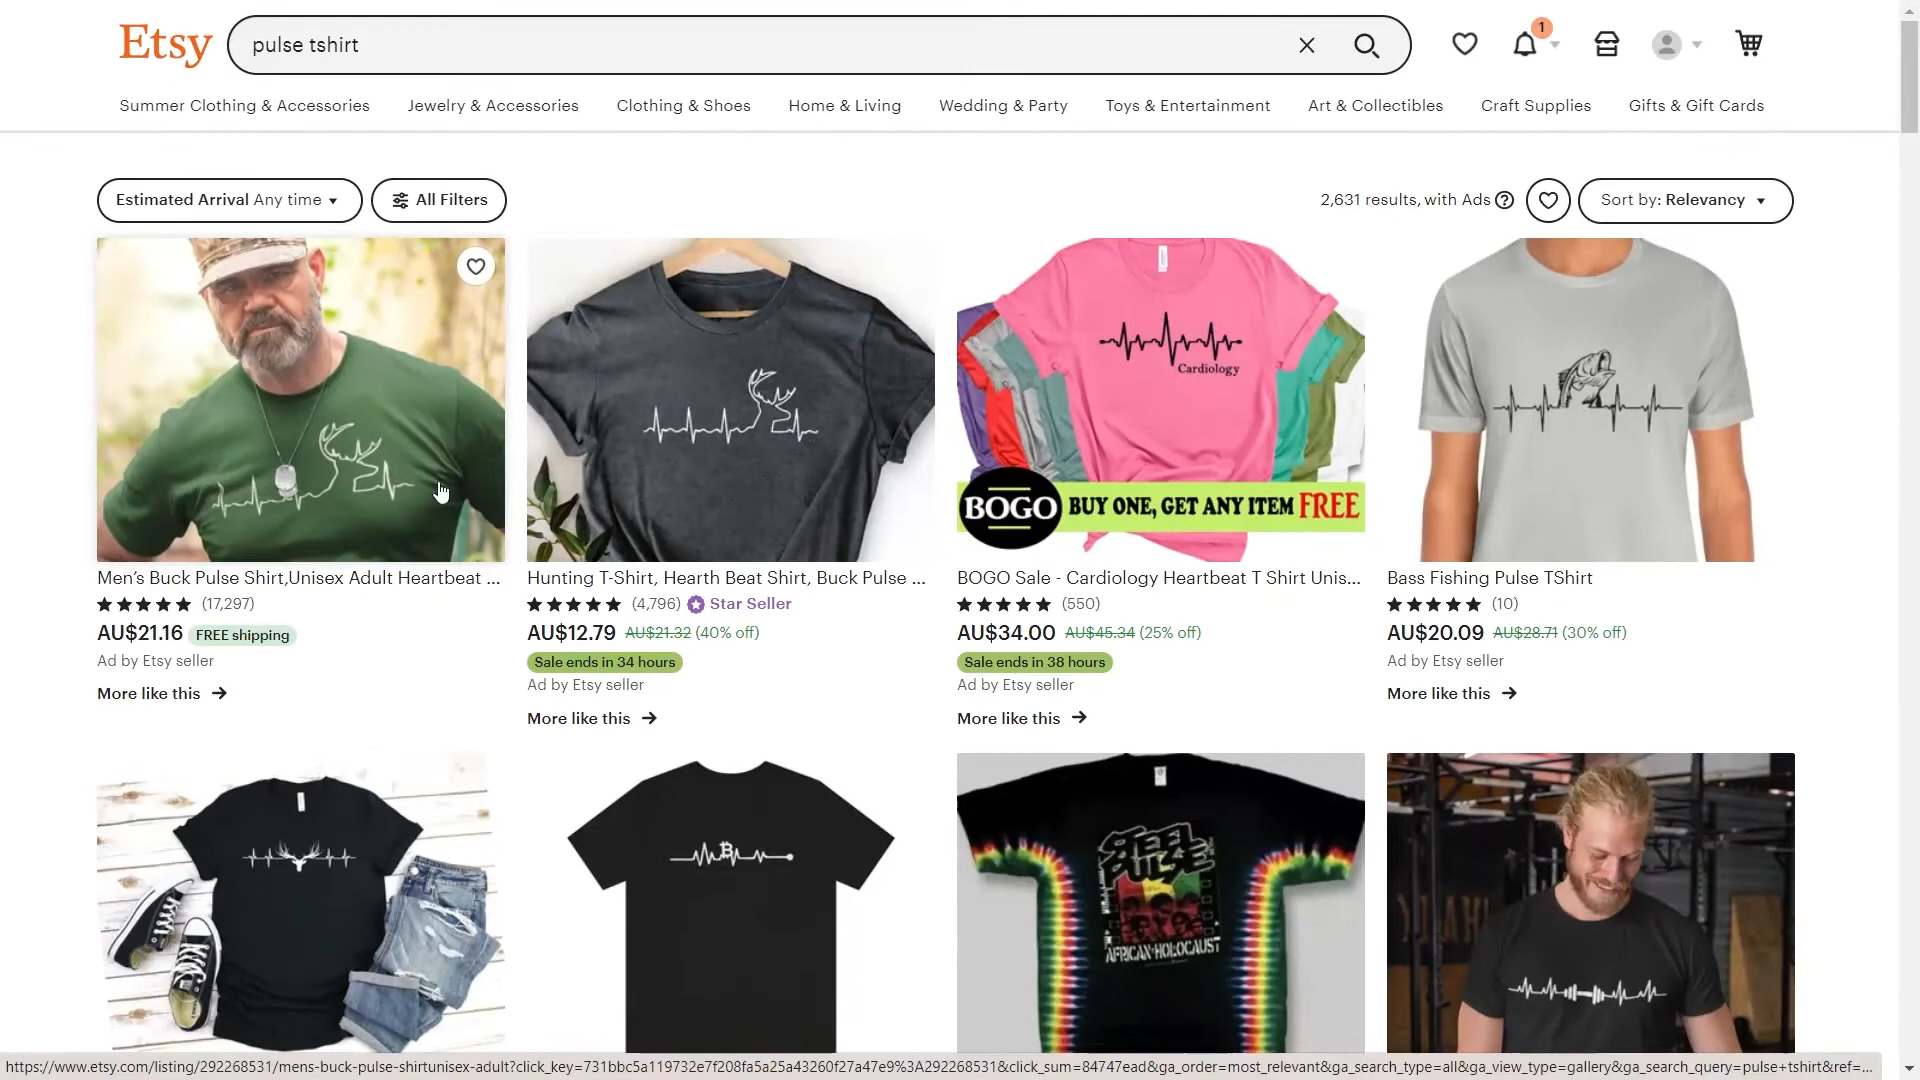 Etsy
pulse tshirt
1
Summer Clothing & Accessories
Jewelry & Accessories
Clothing & Shoes
Home & Living
Wedding & Party
Toys & Entertainment
Art & Collectibles
Craft Supplies
Gifts & Gift Cards
Estimated Arrival Any time
All Filters
2,631 results, with Ads
Sort by: Relevancy
Cardiology
BOGO BUY ONE, GET ANY ITEM FREE
Men’s Buck Pulse Shirt,Unisex Adult Heartbeat ...
(17,297)
AU$21.16 FREE shipping
Ad by Etsy seller
More like this
Hunting T-Shirt, Hearth Beat Shirt, Buck Pulse ...
(4,796) Star Seller
AU$12.79 AU$21.32 (40% off)
Sale ends in 34 hours
Ad by Etsy seller
More like this
BOGO Sale - Cardiology Heartbeat T Shirt Unis...
(550)
AU$34.00 AU$45.34 (25% off)
Sale ends in 38 hours
Ad by Etsy seller
More like this
Bass Fishing Pulse TShirt
(10)
AU$20.09 AU$28.71 (30% off)
Ad by Etsy seller
More like this
STEEL
PULSE
AFRICAN HOLOCAUST
https://www.etsy.com/listing/292268531/mens-buck-pulse-shirtunisex-adult?click_key=731bbc5a119732e7f208fa5a25a43260f27a47e9%3A292268531&click_sum=84747ead&ga_order=most_relevant&ga_search_type=all&ga_view_type=gallery&ga_search_query=pulse+tshirt&ref=...